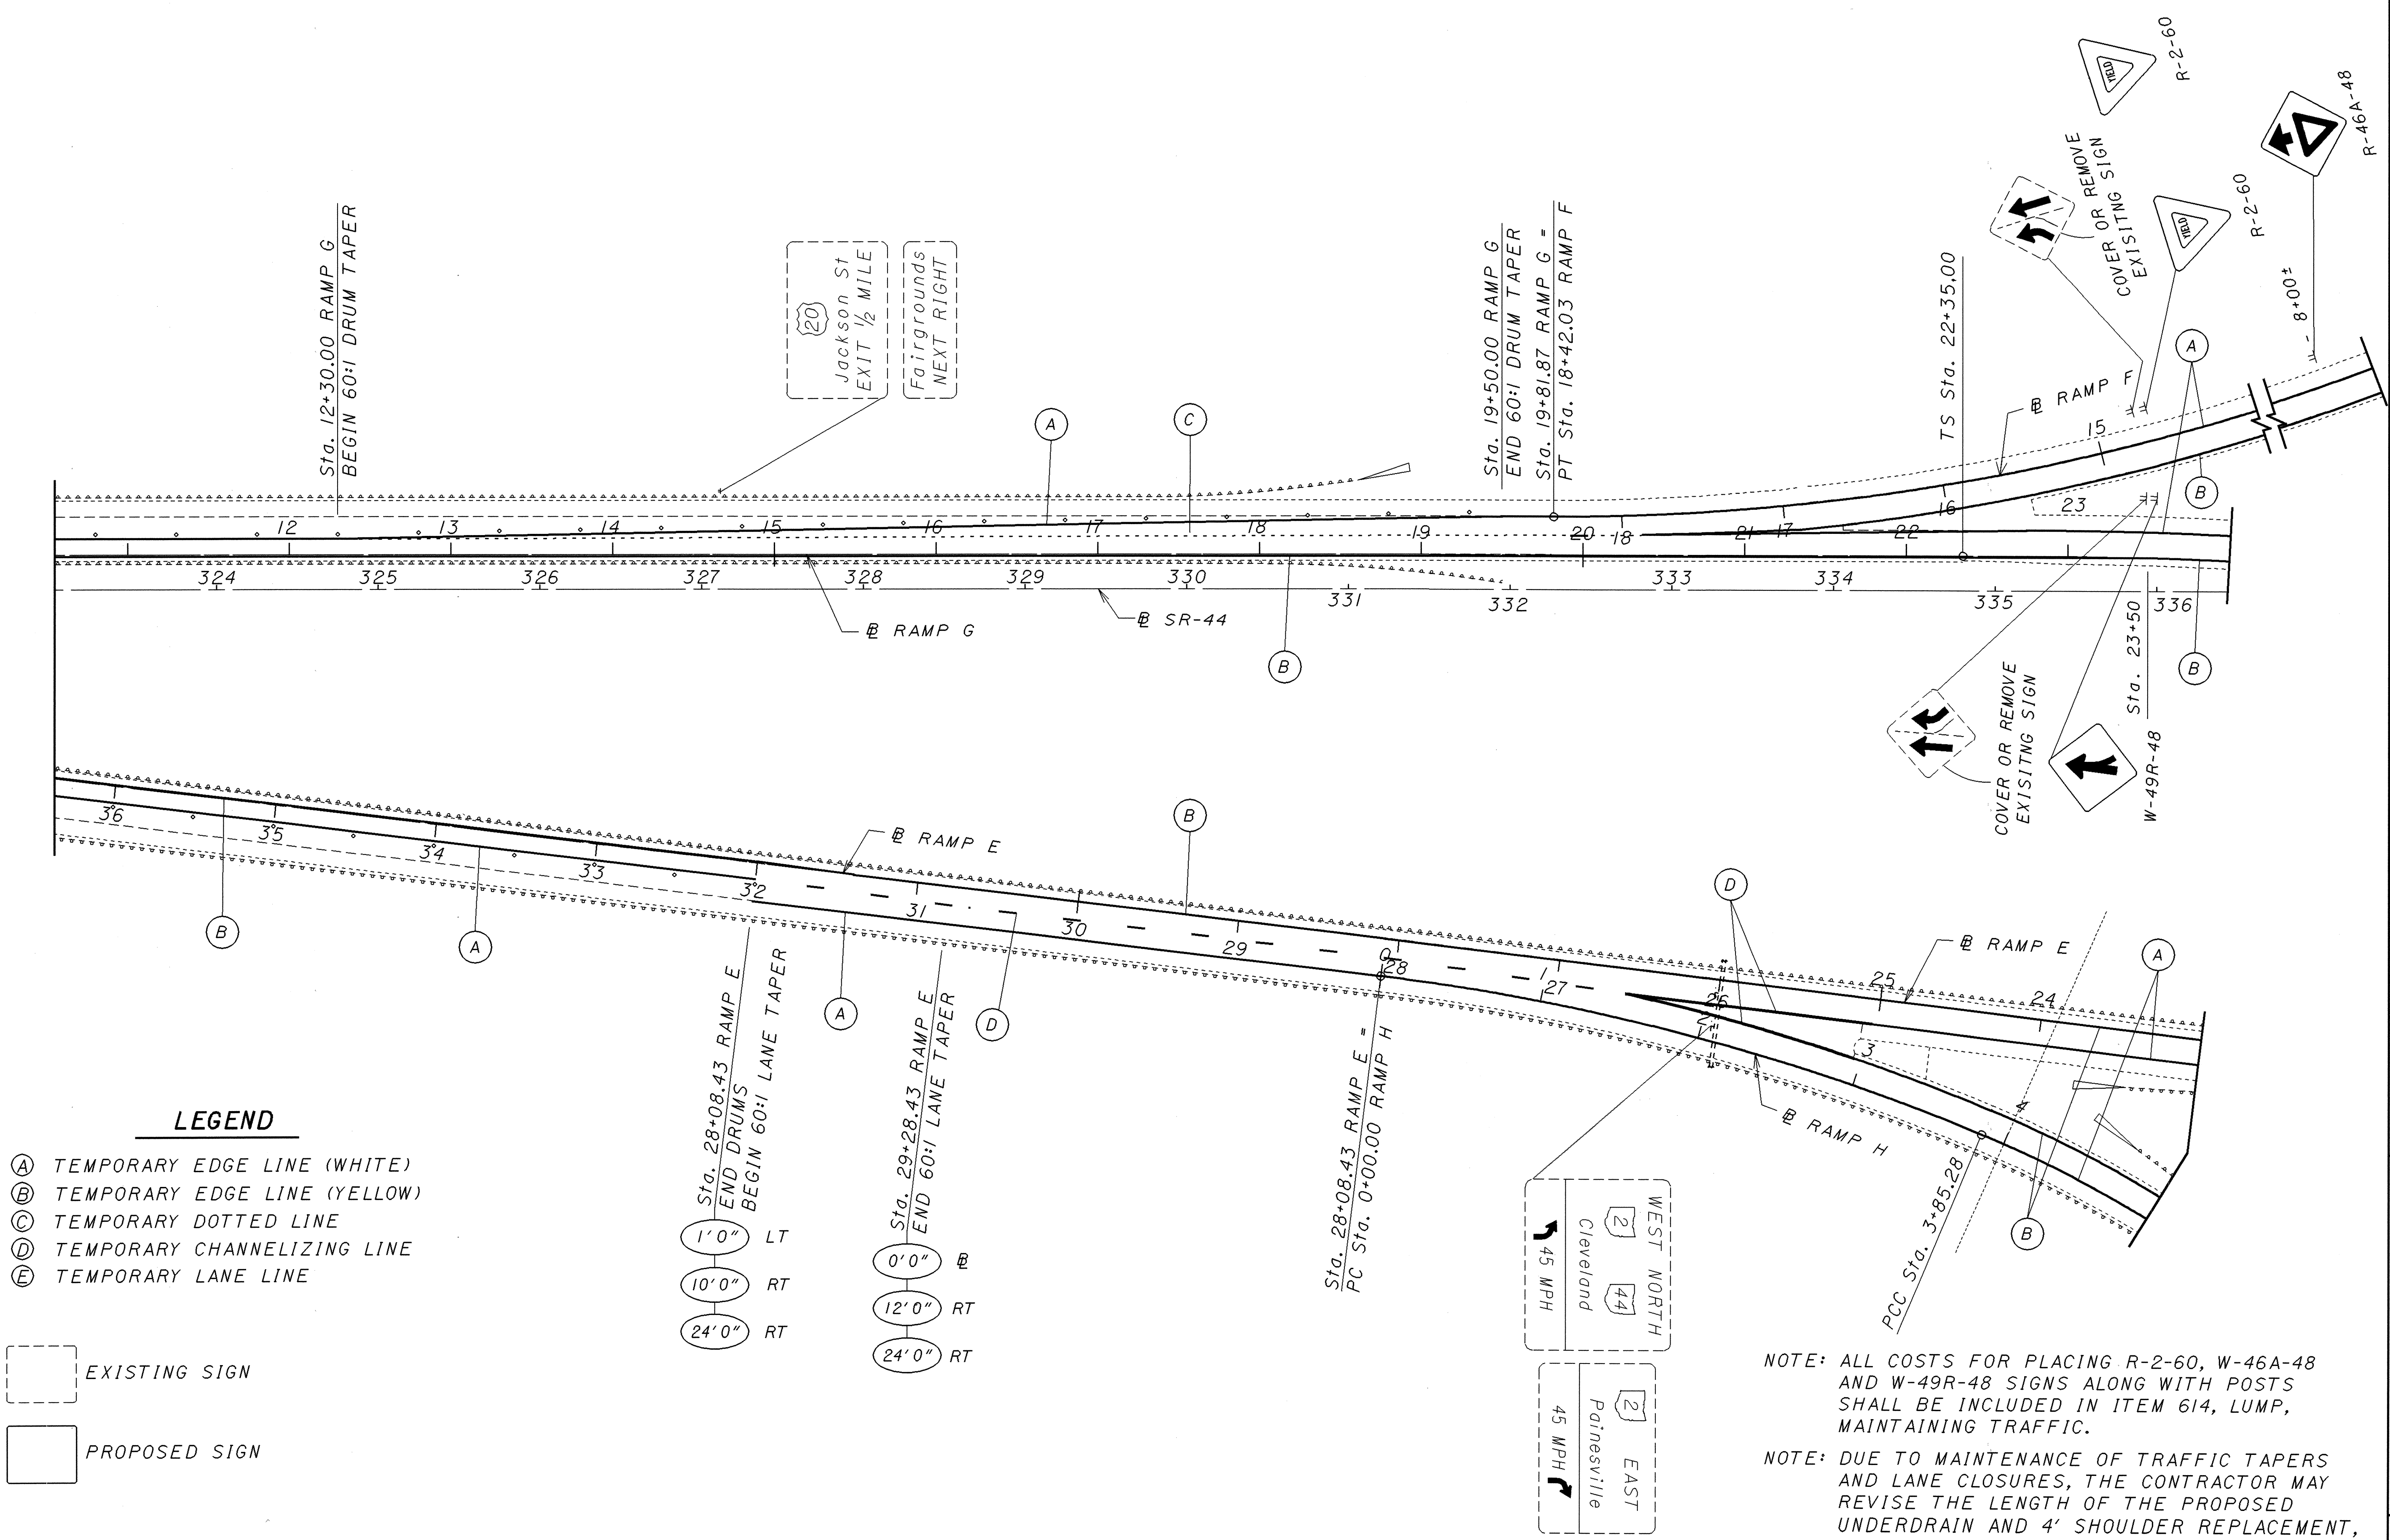 Sta. 12+30.00 RAMP G
BEGIN 60:1 DRUM TAPER
20
Jackson St
EXIT 1/2 MILE
Fairgrounds
NEXT RIGHT
A
C
Sta. 19+50.00 RAMP G
END 60:1 DRUM TAPER
Sta. 19+81.87 RAMP G =
PT Sta. 18+42.03 RAMP F
TS Sta. 22+35.00
YIELD
R-2-60
R-46A-48
COVER OR REMOVE
EXISITNG SIGN
YIELD
R-2-60
8+00±
A
℄ RAMP F
15
16
17
18
B
23
12 13 14 15 16 17 18 19 20 21 22
324 325 326 327 328 329 330 331 332 333 334 335 336
℄ RAMP G
℄ SR-44
B
B
Sta. 23+50
W-49R-48
COVER OR REMOVE
EXISITING SIGN
36 35 34 33 32 31 30 29 28 27 26 25 24
0 1 2 3 4
℄ RAMP E
B
D
℄ RAMP E
A
B
A
A
D
B
℄ RAMP H
Sta. 28+08.43 RAMP E
END DRUMS
BEGIN 60:1 LANE TAPER
1'0" LT
10'0" RT
24'0" RT
Sta. 29+28.43 RAMP E
END 60:1 LANE TAPER
0'0" ℄
12'0" RT
24'0" RT
Sta. 28+08.43 RAMP E =
PC Sta. 0+00.00 RAMP H
PCC Sta. 3+85.28
WEST NORTH
2 44
Cleveland
45 MPH
2 EAST
Painesville
45 MPH
LEGEND
A TEMPORARY EDGE LINE (WHITE)
B TEMPORARY EDGE LINE (YELLOW)
C TEMPORARY DOTTED LINE
D TEMPORARY CHANNELIZING LINE
E TEMPORARY LANE LINE
EXISTING SIGN
PROPOSED SIGN
NOTE: ALL COSTS FOR PLACING R-2-60, W-46A-48
AND W-49R-48 SIGNS ALONG WITH POSTS
SHALL BE INCLUDED IN ITEM 614, LUMP,
MAINTAINING TRAFFIC.
NOTE: DUE TO MAINTENANCE OF TRAFFIC TAPERS
AND LANE CLOSURES, THE CONTRACTOR MAY
REVISE THE LENGTH OF THE PROPOSED
UNDERDRAIN AND 4' SHOULDER REPLACEMENT,